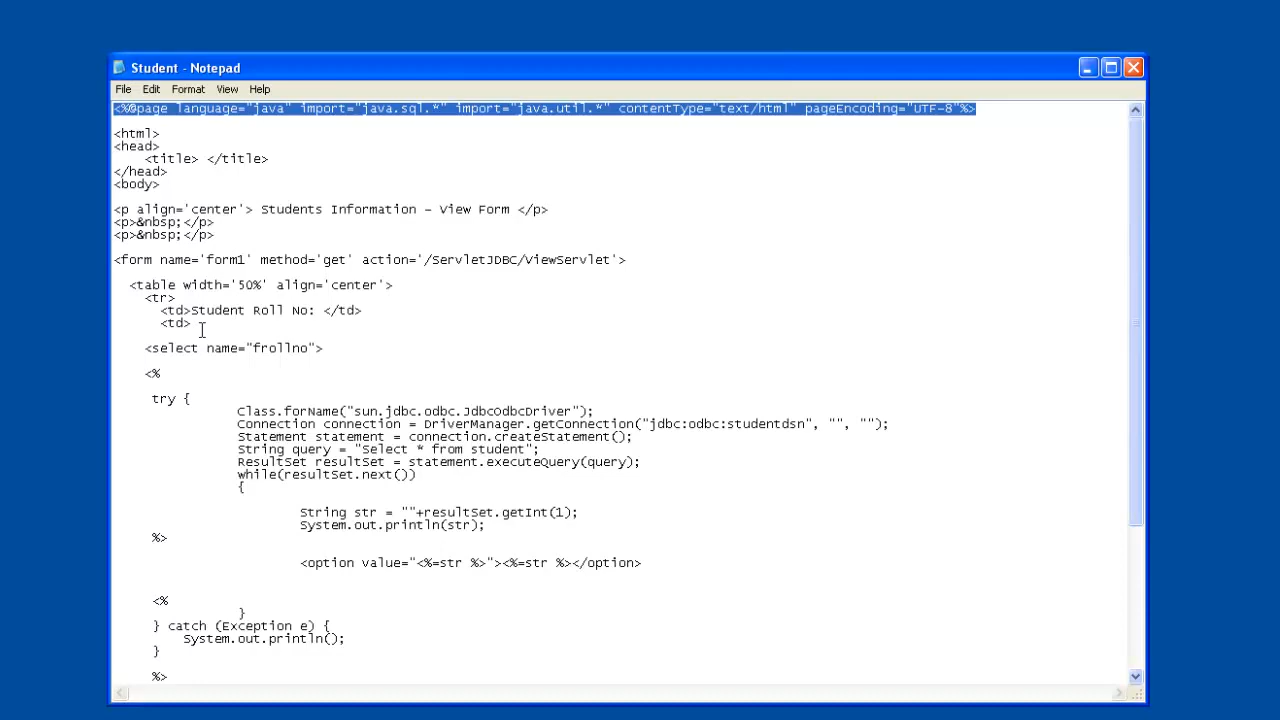 Student - Notepad
File Edit Format View Help
<%@page language="java" import="java.sql.*" import="java.util.*" contentType="text/html" pageEncoding="UTF-8"%>
<html>
<head>
<title> </title>
</head>
<body>
<p align='center'> Students Information - View Form </p>
<p>&nbsp;</p>
<p>&nbsp;</p>
<form name='form1' method='get' action='/ServletJDBC/ViewServlet'>
<table width='50%' align='center'>
<tr>
<td>Student Roll No: </td>
<td>
<select name="frollno">
<%
try {
Class.forName("sun.jdbc.odbc.JdbcOdbcDriver");
Connection connection = DriverManager.getConnection("jdbc:odbc:studentdsn", "", "");
Statement statement = connection.createStatement();
String query = "Select * from student";
ResultSet resultSet = statement.executeQuery(query);
while(resultSet.next())
{
String str = ""+resultSet.getInt(1);
System.out.println(str);
%>
<option value="<%=str %>"><%=str %></option>
<%
}
} catch (Exception e) {
System.out.println();
}
%>